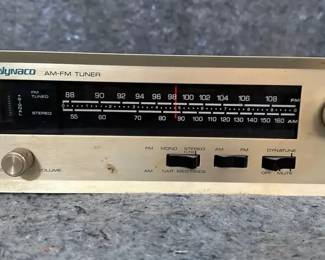 dynaco AM-FM TUNER
FM 88 90 92 94 96 98 100 102 104 106 108 FM
TUNED
STEREO 55 60 70 80 90 100 110 120 130 140 150 160 AM
FM MONO STEREO AM FM DYNATUNE
VOLUME AM OFF MUTE